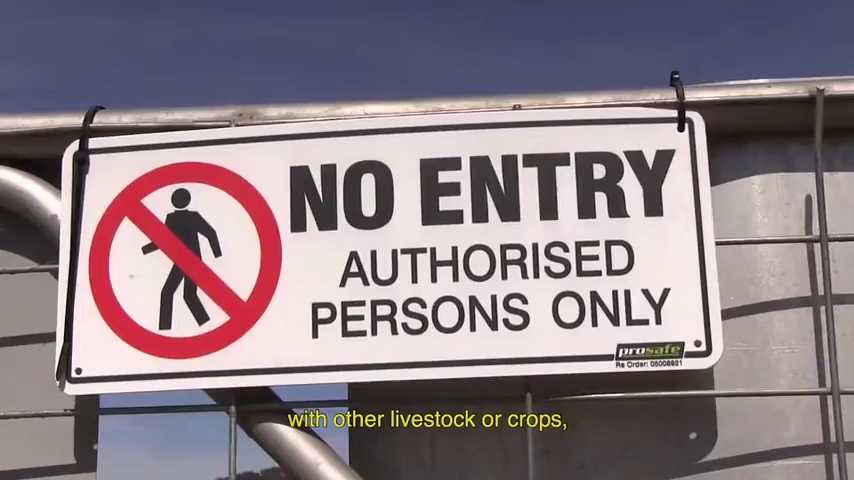 NO ENTRY
AUTHORISED
PERSONS ONLY
prosafe
Re Order: 05008921
with other livestock or crops,